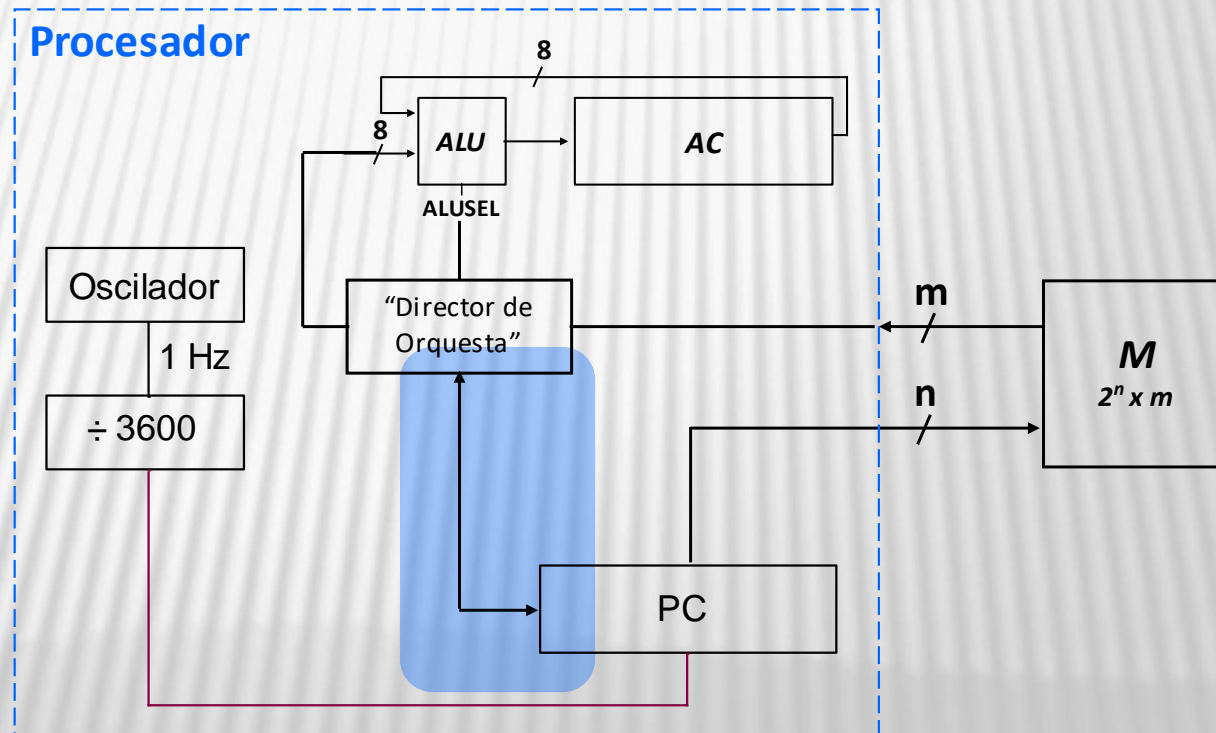 Procesador
8
8
ALU
AC
ALUSEL
Oscilador
1 Hz
÷ 3600
“Director de
Orquesta”
m
n
M
2ⁿ x m
PC